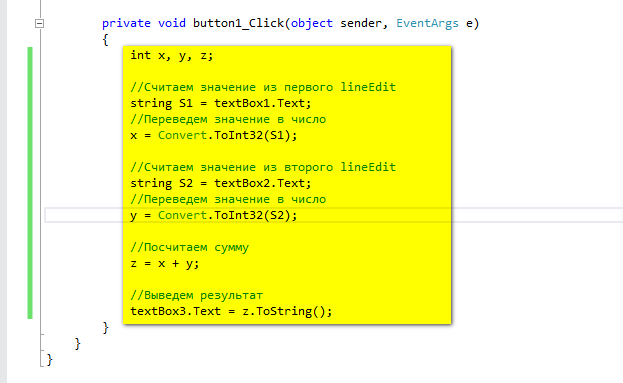 private void button1_Click(object sender, EventArgs e)
{
int x, y, z;
//Считаем значение из первого lineEdit
string S1 = textBox1.Text;
//Переведем значение в число
x = Convert.ToInt32(S1);
//Считаем значение из второго lineEdit
string S2 = textBox2.Text;
//Переведем значение в число
y = Convert.ToInt32(S2);
//Посчитаем сумму
z = x + y;
//Выведем результат
textBox3.Text = z.ToString();
}
}
}